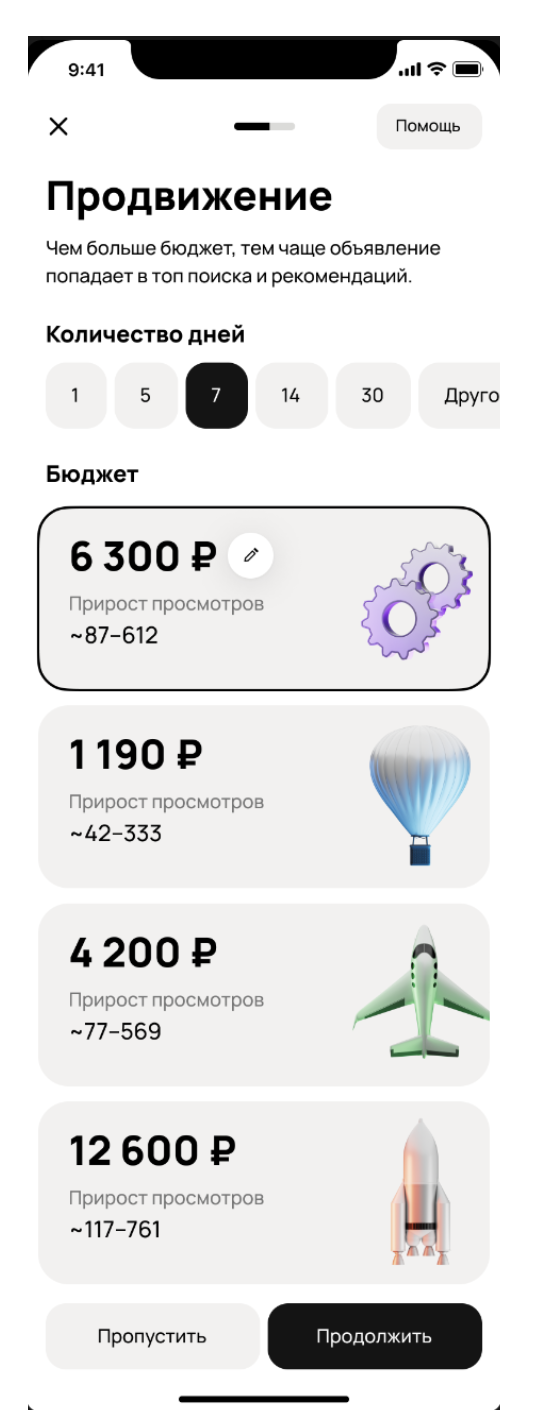 9:41
Помощь
Продвижение
Чем больше бюджет, тем чаще объявление
попадает в топ поиска и рекомендаций.
Количество дней
1 5 7 14 30 Друго
Бюджет
6 300 ₽
Прирост просмотров
~87–612
1 190 ₽
Прирост просмотров
~42–333
4 200 ₽
Прирост просмотров
~77–569
12 600 ₽
Прирост просмотров
~117–761
Пропустить Продолжить